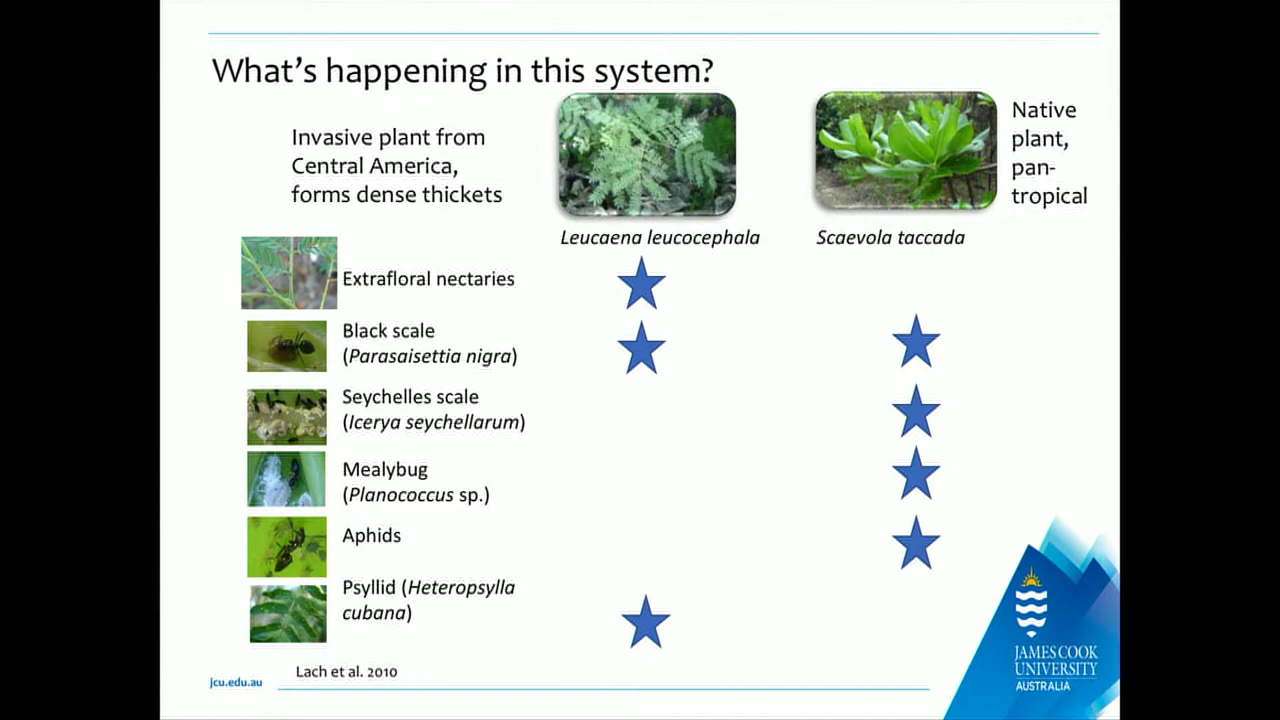 What's happening in this system?
Invasive plant from
Central America,
forms dense thickets
Native
plant,
pan-
tropical
Leucaena leucocephala
Scaevola taccada
Extrafloral nectaries
Black scale
(Parasaisettia nigra)
Seychelles scale
(Icerya seychellarum)
Mealybug
(Planococcus sp.)
Aphids
Psyllid (Heteropsylla
cubana)
Lach et al. 2010
jcu.edu.au
JAMES COOK
UNIVERSITY
AUSTRALIA